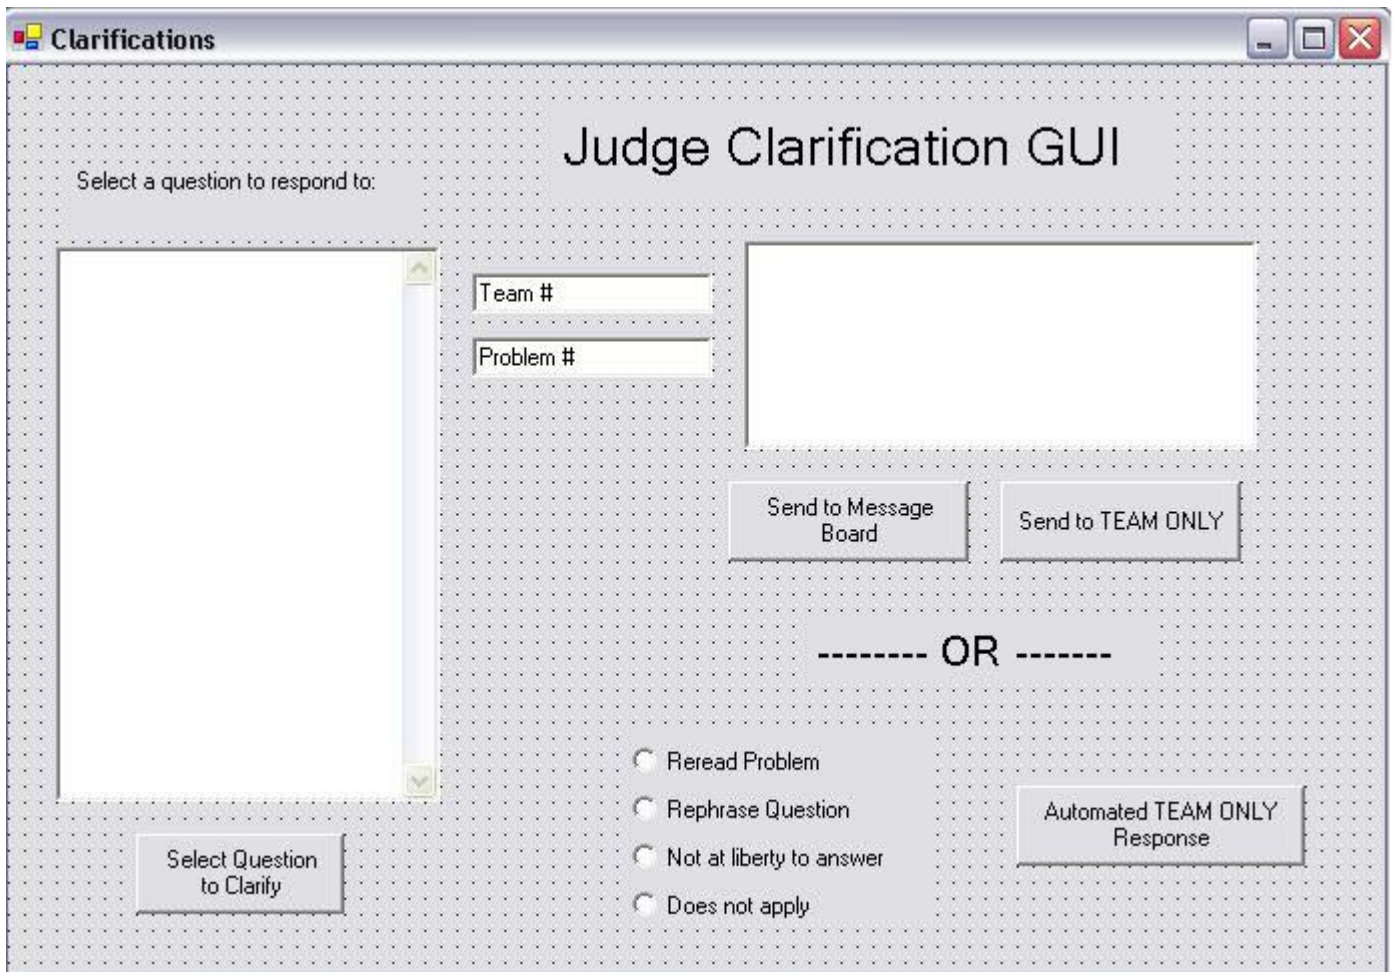 Clarifications
Judge Clarification GUI
Select a question to respond to:
Team #
Problem #
Send to Message
Board
Send to TEAM ONLY
-------- OR -------
Reread Problem
Rephrase Question
Not at liberty to answer
Does not apply
Automated TEAM ONLY
Response
Select Question
to Clarify